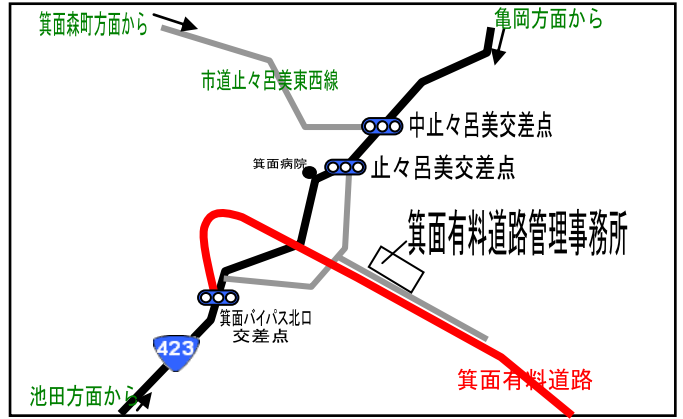 箕面森町方面から
亀岡方面から
市道止々呂美東西線
中止々呂美交差点
箕面病院
止々呂美交差点
箕面有料道路管理事務所
箕面バイパス北口
交差点
423
箕面有料道路
池田方面から